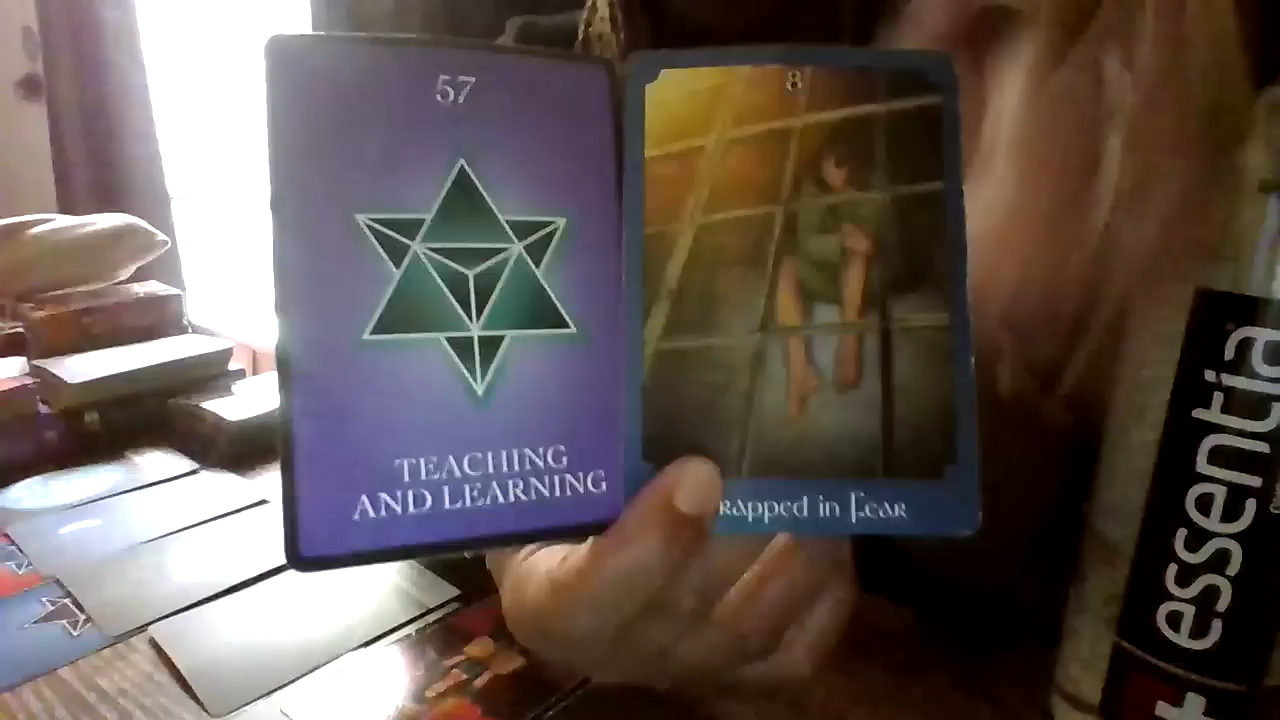 57
TEACHING
AND LEARNING
8
rapped in Fear
essentia